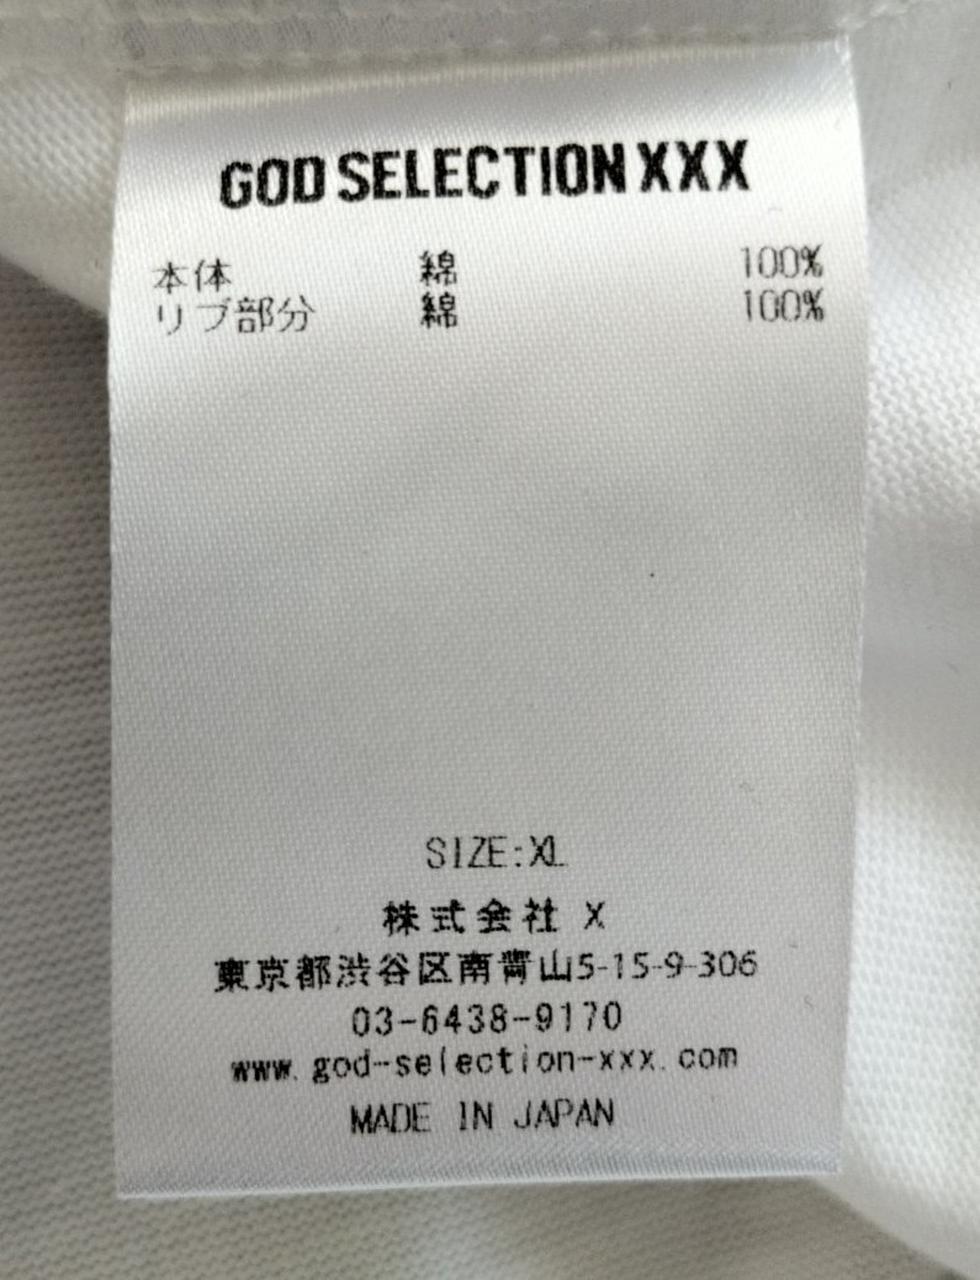 GOD SELECTION XXX
本体 綿 100%
リブ部分 綿 100%
SIZE:XL
株式会社 X
東京都渋谷区南青山5-15-9-306
03-6438-9170
www.god-selection-xxx.com
MADE IN JAPAN